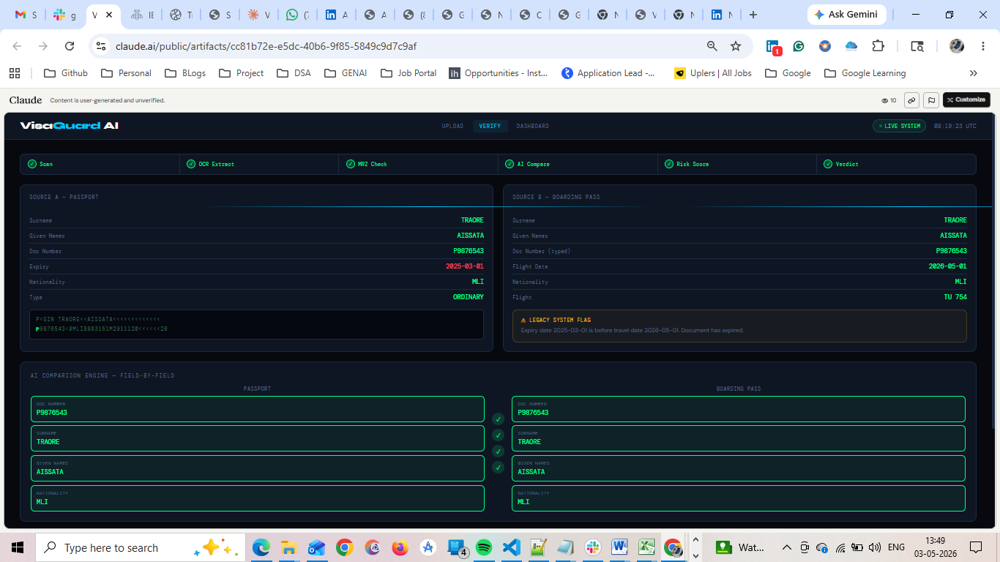 M S
g
V
IE
Ti
S
V
(7
A
A
(8
G
N
C
G
N
V
N
N
Ask Gemini
claude.ai/public/artifacts/cc81b72e-e5dc-40b6-9f85-5849c9d7c9af
1
Github Personal BLogs Project DSA GENAI Job Portal Opportunities - Inst... Application Lead -... Uplers | All Jobs Google Google Learning »
Claude Content is user-generated and unverified. 10 Customize
VisaGuard AI UPLOAD VERIFY DASHBOARD LIVE SYSTEM 08:19:23 UTC
Scan OCR Extract MRZ Check AI Compare Risk Score Verdict
SOURCE A — PASSPORT
Surname TRAORE
Given Names AISSATA
Doc Number P9876543
Expiry 2025-03-01
Nationality MLI
Type ORDINARY
P<GIN TRAORE<<AISSATA<<<<<<<<<<<<<
P9876543<8MLI8803151M2911120<<<<<<26
SOURCE B — BOARDING PASS
Surname TRAORE
Given Names AISSATA
Doc Number (typed) P9876543
Flight Date 2026-05-01
Nationality MLI
Flight TU 754
⚠ LEGACY SYSTEM FLAG
Expiry date 2025-03-01 is before travel date 2026-05-01. Document has expired.
AI COMPARISON ENGINE — FIELD-BY-FIELD
PASSPORT BOARDING PASS
DOC NUMBER
P9876543
DOC NUMBER
P9876543
SURNAME
TRAORE
SURNAME
TRAORE
GIVEN NAMES
AISSATA
GIVEN NAMES
AISSATA
NATIONALITY
MLI
NATIONALITY
MLI
Type here to search
4
Wat...
ENG
13:49
03-05-2026